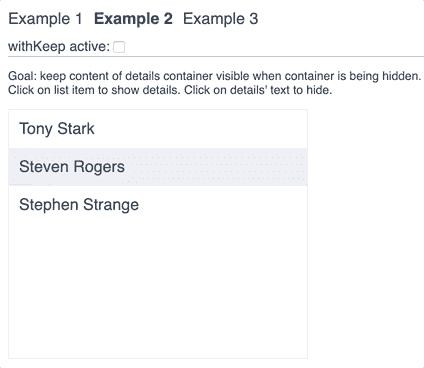 Example 1 Example 2 Example 3
withKeep active:
Goal: keep content of details container visible when container is being hidden.
Click on list item to show details. Click on details' text to hide.
Tony Stark
Steven Rogers
Stephen Strange